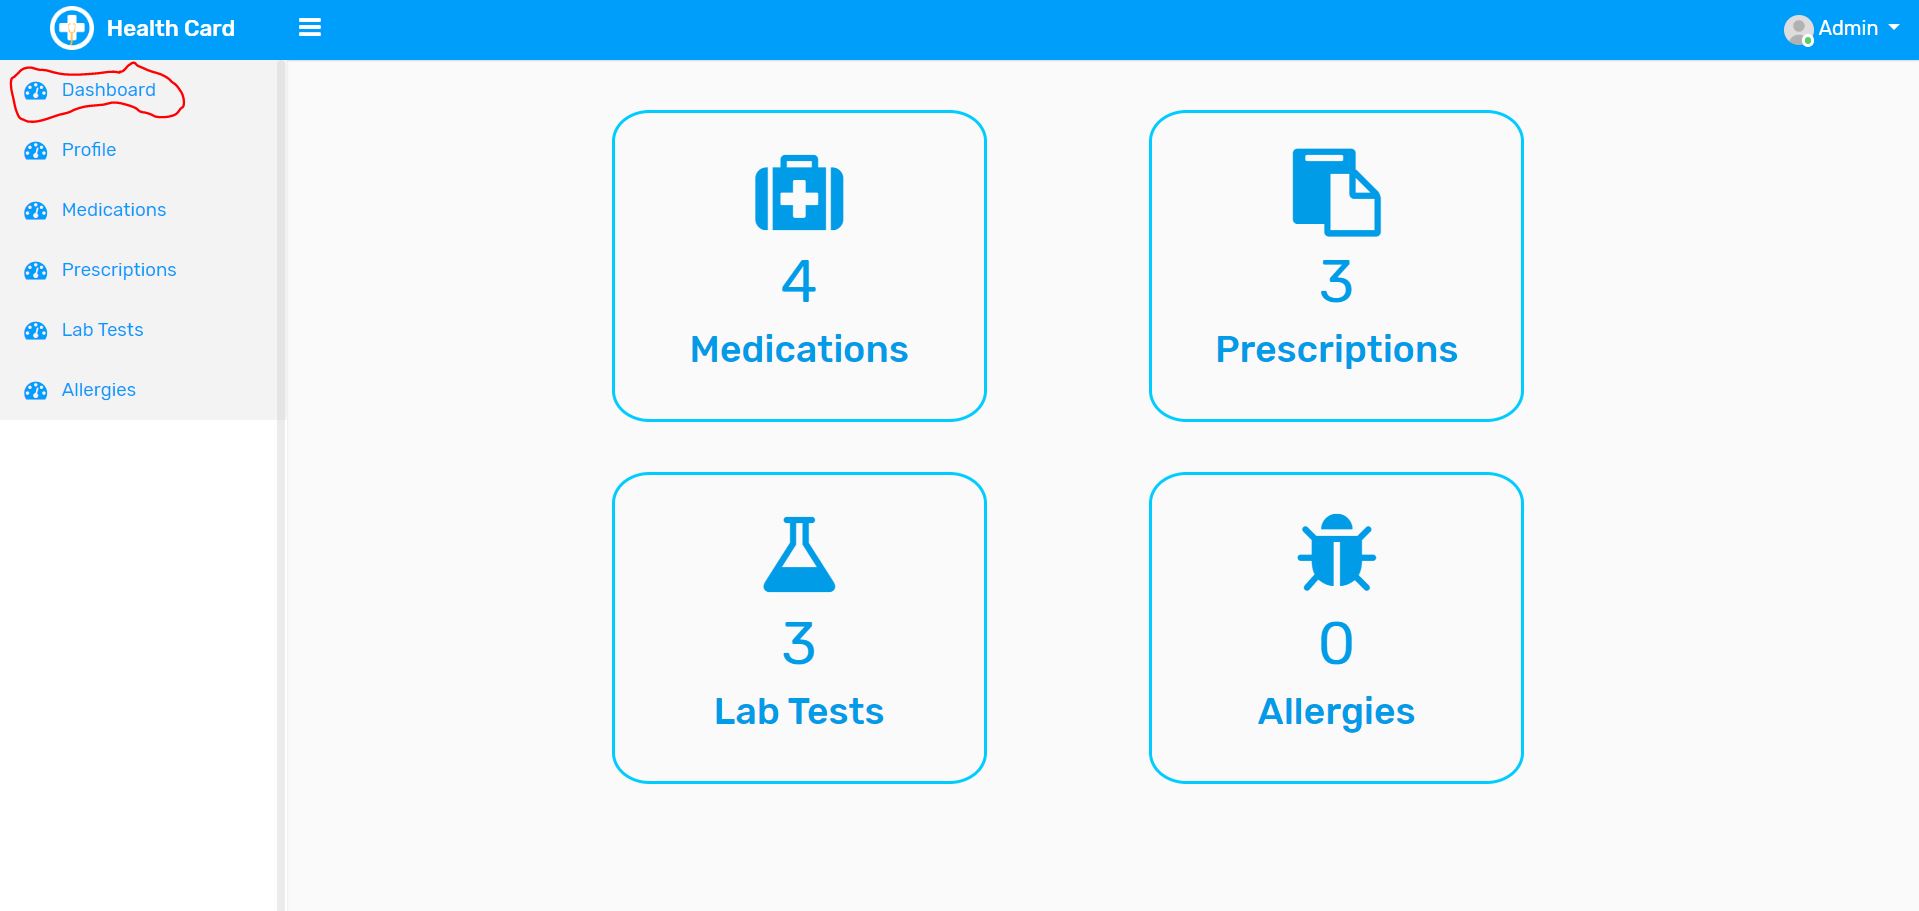 Health Card
Admin
Dashboard
Profile
Medications
Prescriptions
Lab Tests
Allergies
4
Medications
3
Prescriptions
3
Lab Tests
0
Allergies